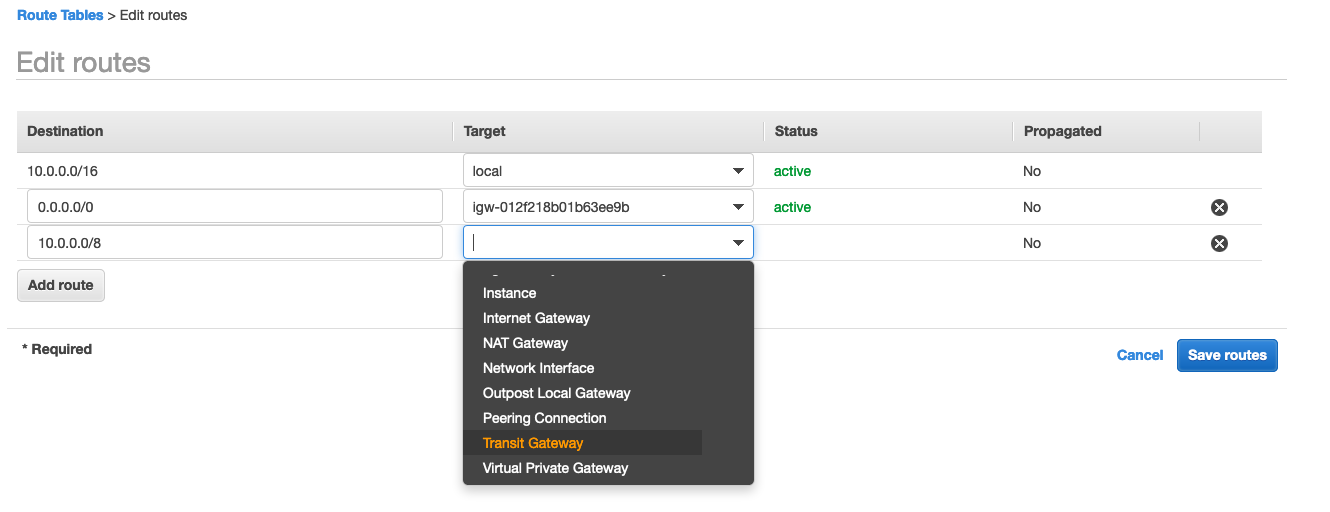 Route Tables > Edit routes
Edit routes
Destination Target Status Propagated
10.0.0.0/16 local active No
0.0.0.0/0 igw-012f218b01b63ee9b active No
10.0.0.0/8 No
Instance
Add route
Internet Gateway
NAT Gateway
* Required
Cancel Save routes
Network Interface
Outpost Local Gateway
Peering Connection
Transit Gateway
Virtual Private Gateway